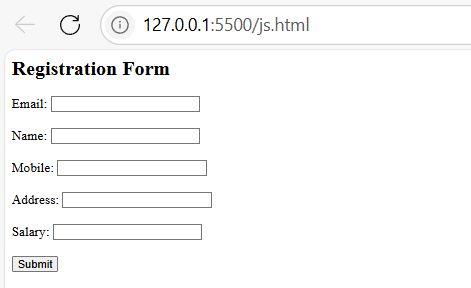 127.0.0.1:5500/js.html
Registration Form
Email:
Name:
Mobile:
Address:
Salary:
Submit